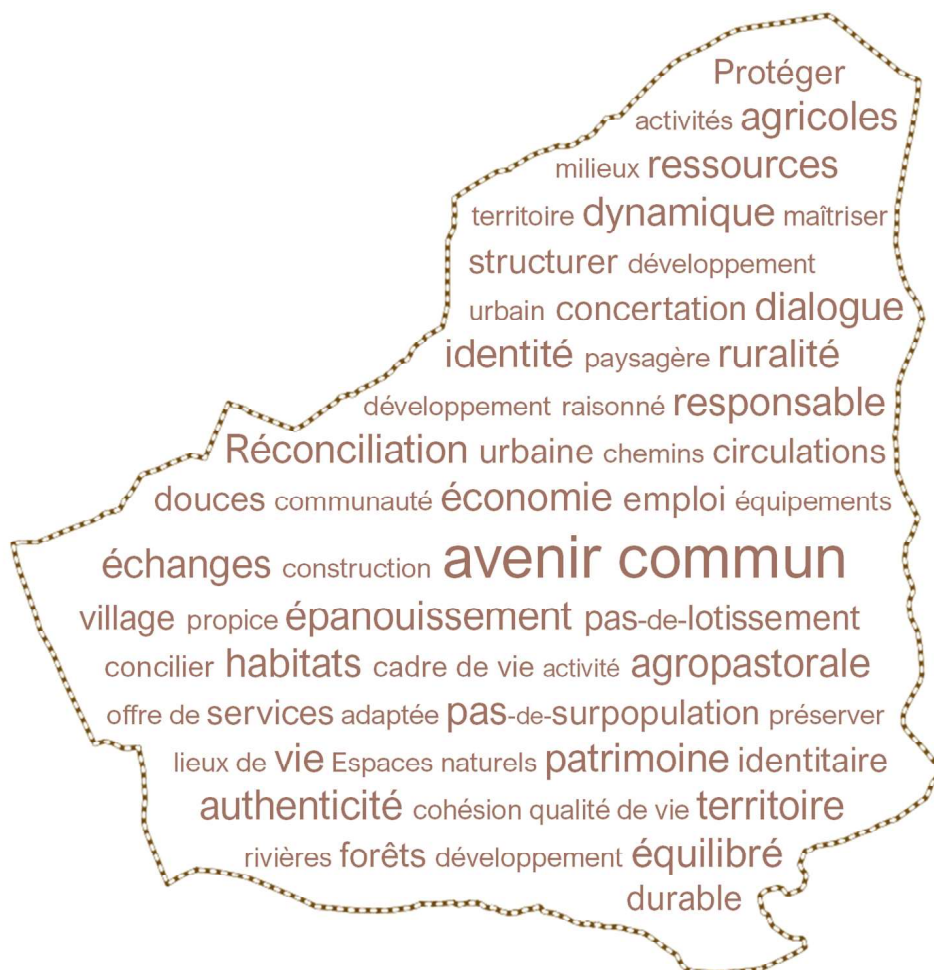 Protéger
activités agricoles
milieux ressources
territoire dynamique maîtriser
structurer développement
urbain concertation dialogue
identité paysagère ruralité
développement raisonné responsable
Réconciliation urbaine chemins circulations
douces communauté économie emploi équipements
échanges construction avenir commun
village propice épanouissement pas-de-lotissement
concilier habitats cadre de vie activité agropastorale
offre de services adaptée pas-de-surpopulation préserver
lieux de vie Espaces naturels patrimoine identitaire
authenticité cohésion qualité de vie territoire
rivières forêts développement équilibré
durable